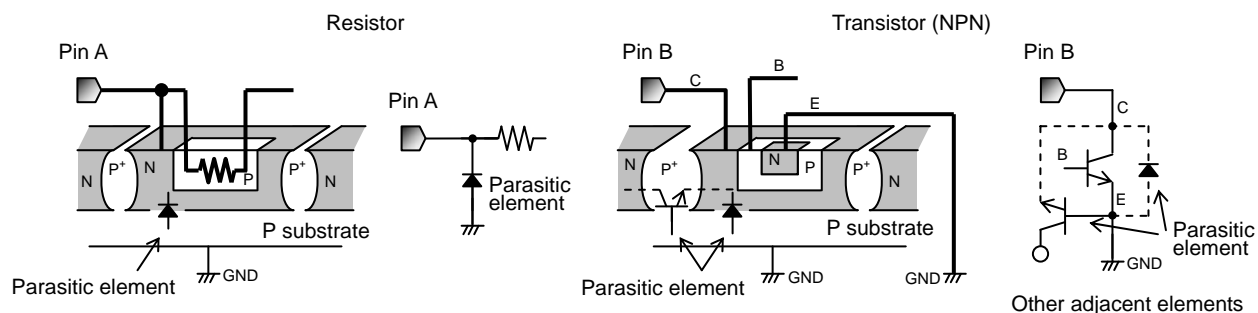 Resistor
Transistor (NPN)
Pin A
Pin B
Pin B
B
C
E
C
Pin A
B
N
P+
N
P
P+
N
N
P+
N
P
P+
N
E
Parasitic
element
Parasitic
element
P substrate
P substrate
GND
GND
GND
GND
Parasitic element
Parasitic element
Other adjacent elements